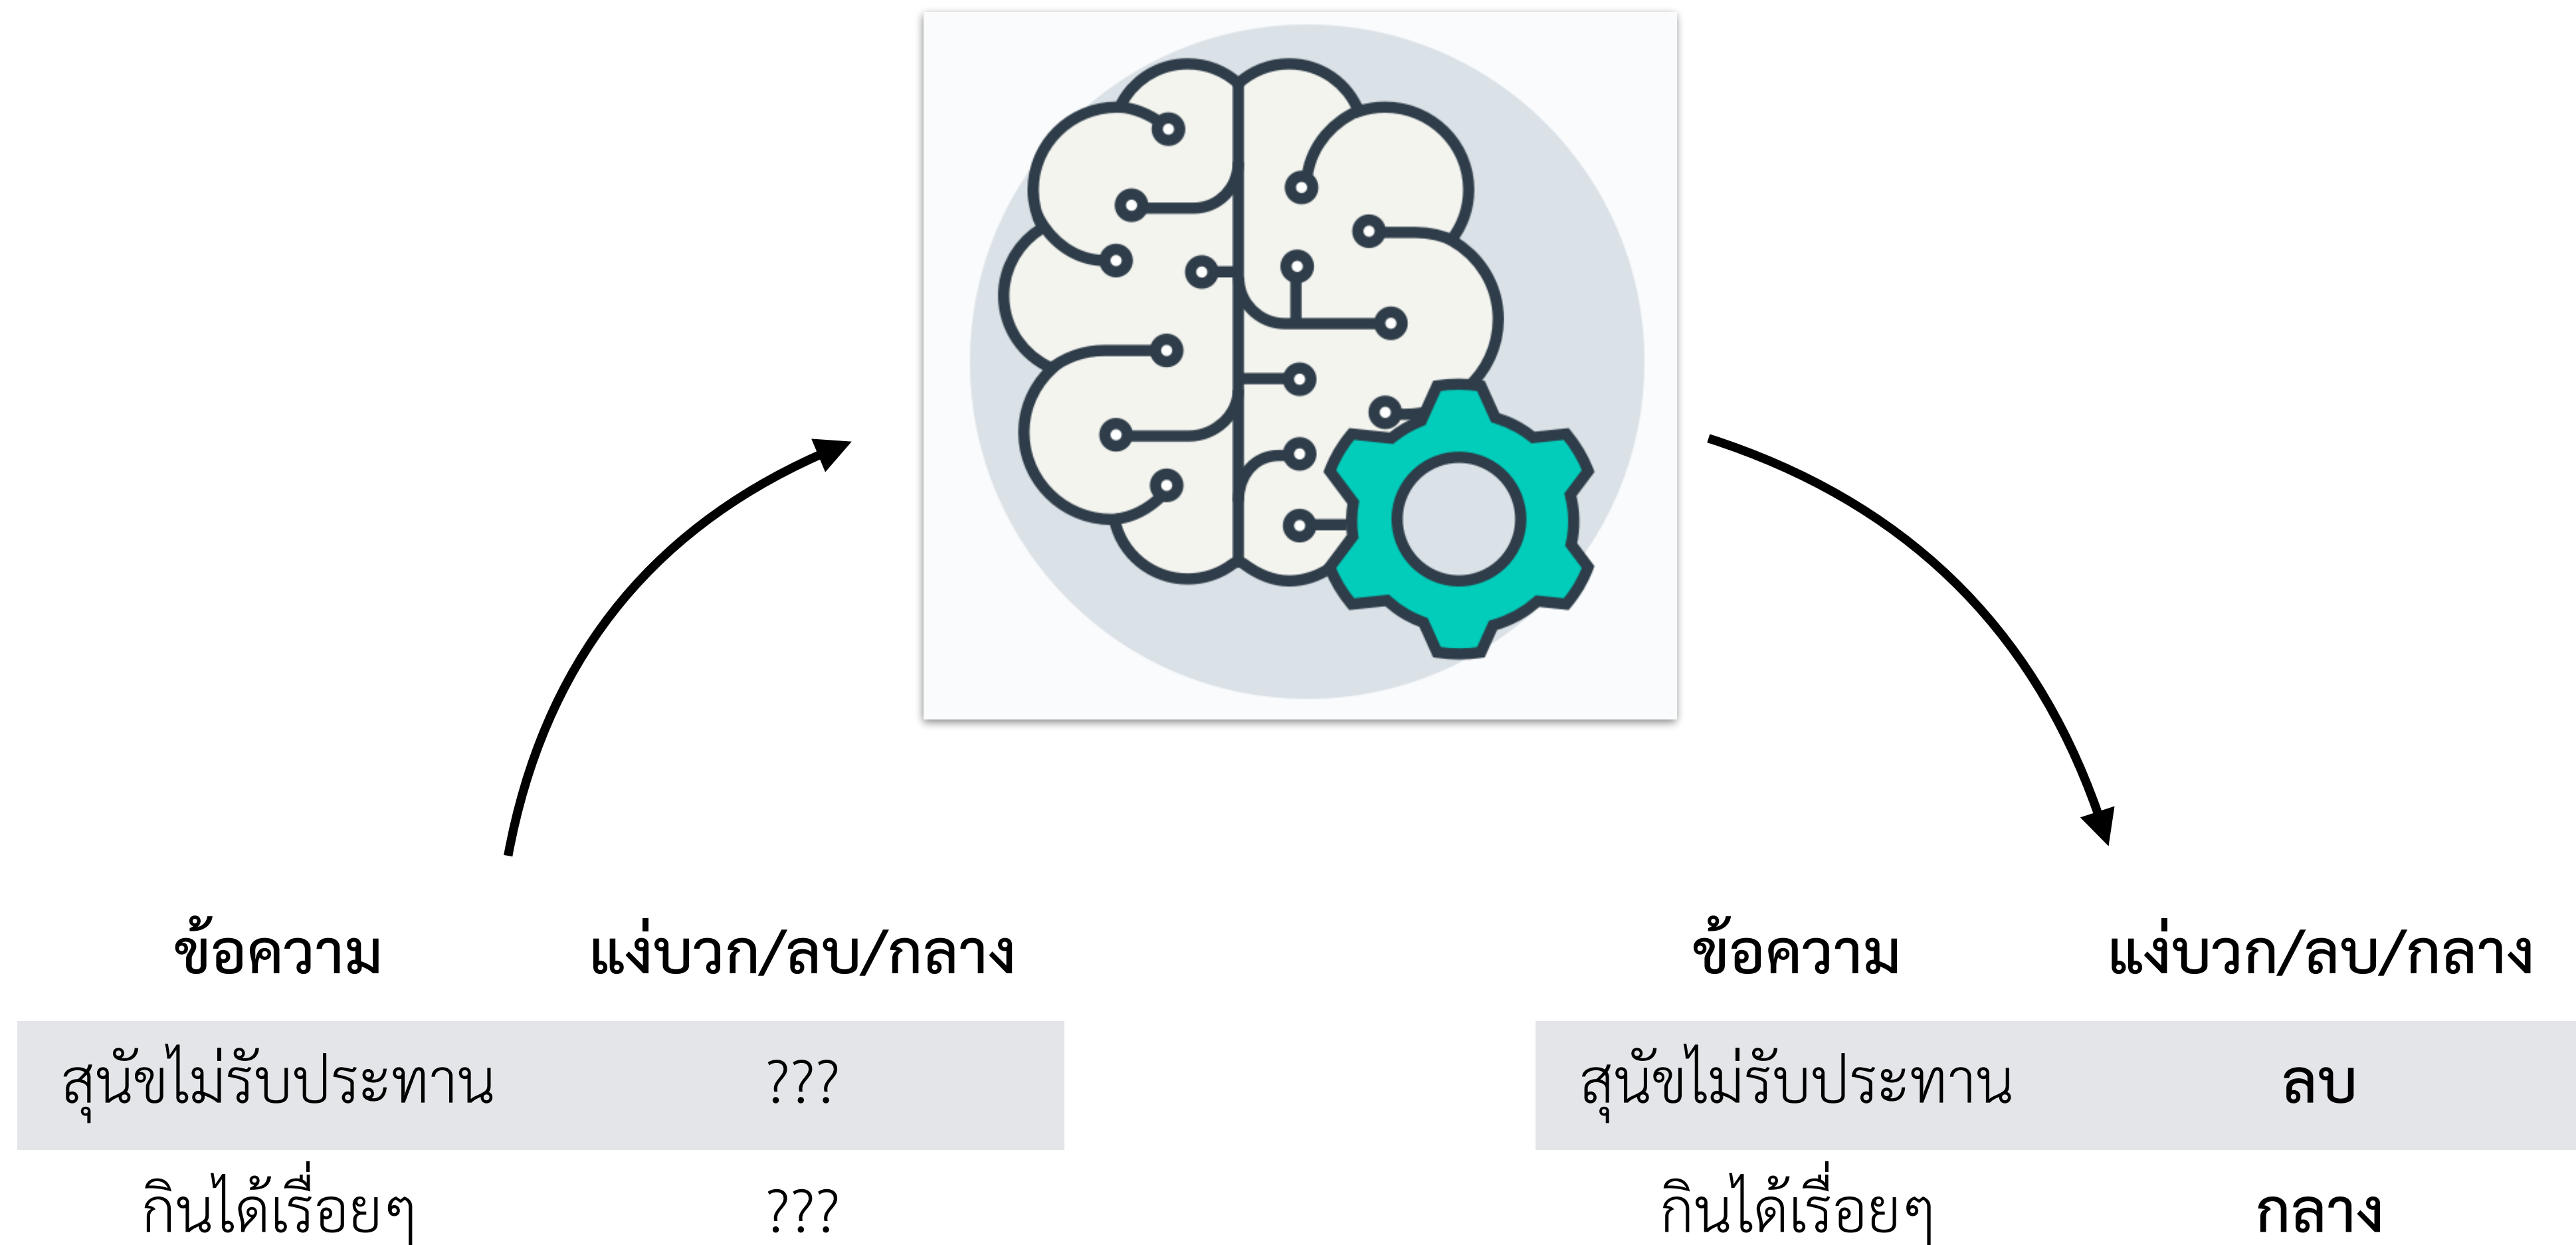 ข้อความ แง่บวก/ลบ/กลาง
สุนัขไม่รับประทาน ???
กินได้เรื่อยๆ ???
ข้อความ แง่บวก/ลบ/กลาง
สุนัขไม่รับประทาน ลบ
กินได้เรื่อยๆ กลาง